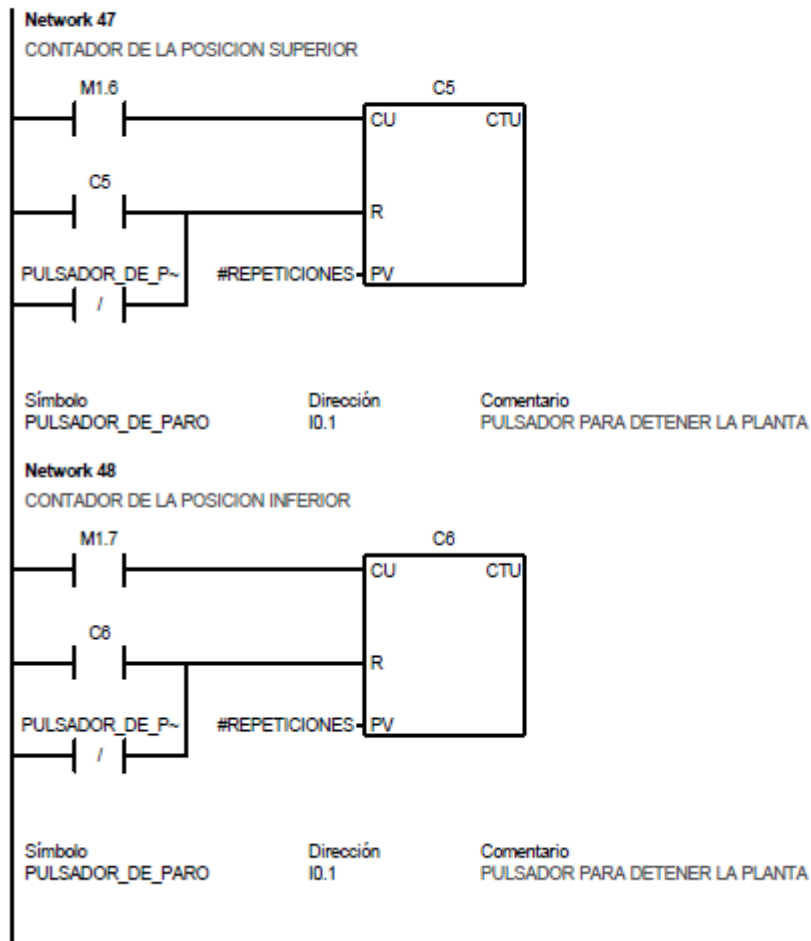 Network 47
CONTADOR DE LA POSICION SUPERIOR
M1.6
C5
CU CTU
C5
R
PULSADOR_DE_P~ #REPETICIONES PV
/
Símbolo Dirección Comentario
PULSADOR_DE_PARO I0.1 PULSADOR PARA DETENER LA PLANTA
Network 48
CONTADOR DE LA POSICION INFERIOR
M1.7 C6
CU CTU
C6
R
PULSADOR_DE_P~ #REPETICIONES PV
/
Símbolo Dirección Comentario
PULSADOR_DE_PARO I0.1 PULSADOR PARA DETENER LA PLANTA